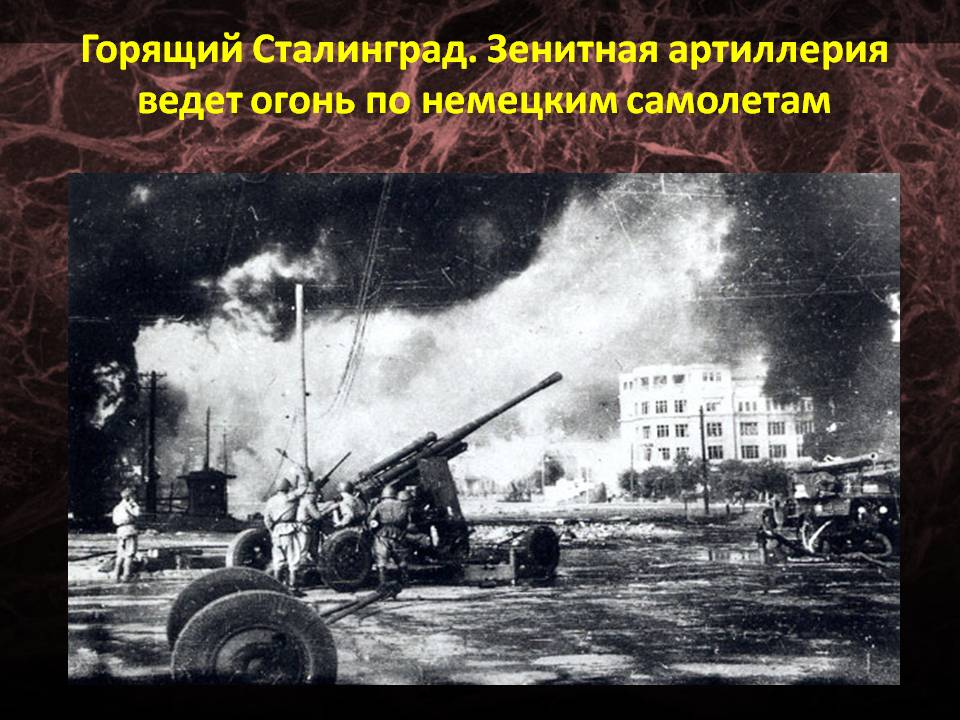 Горящий Сталинград. Зенитная артиллерия
ведет огонь по немецким самолетам